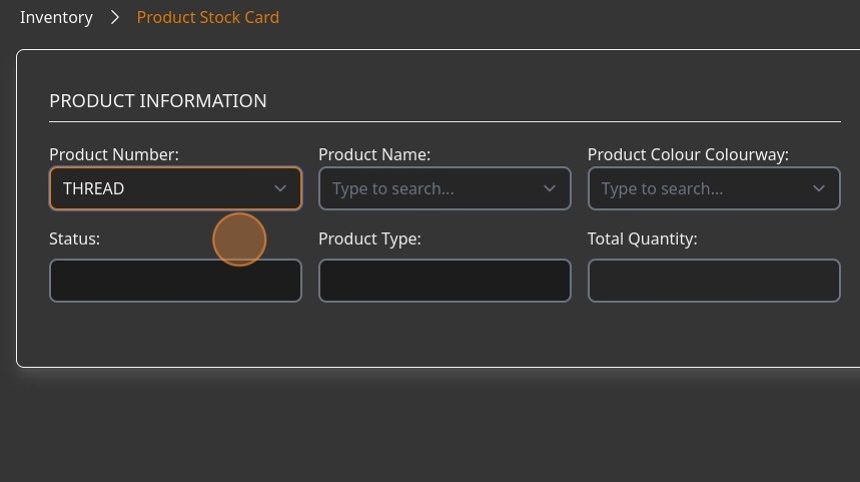 Inventory > Product Stock Card
PRODUCT INFORMATION
Product Number: Product Name: Product Colour Colourway:
THREAD Type to search... Type to search...
Status: Product Type: Total Quantity: